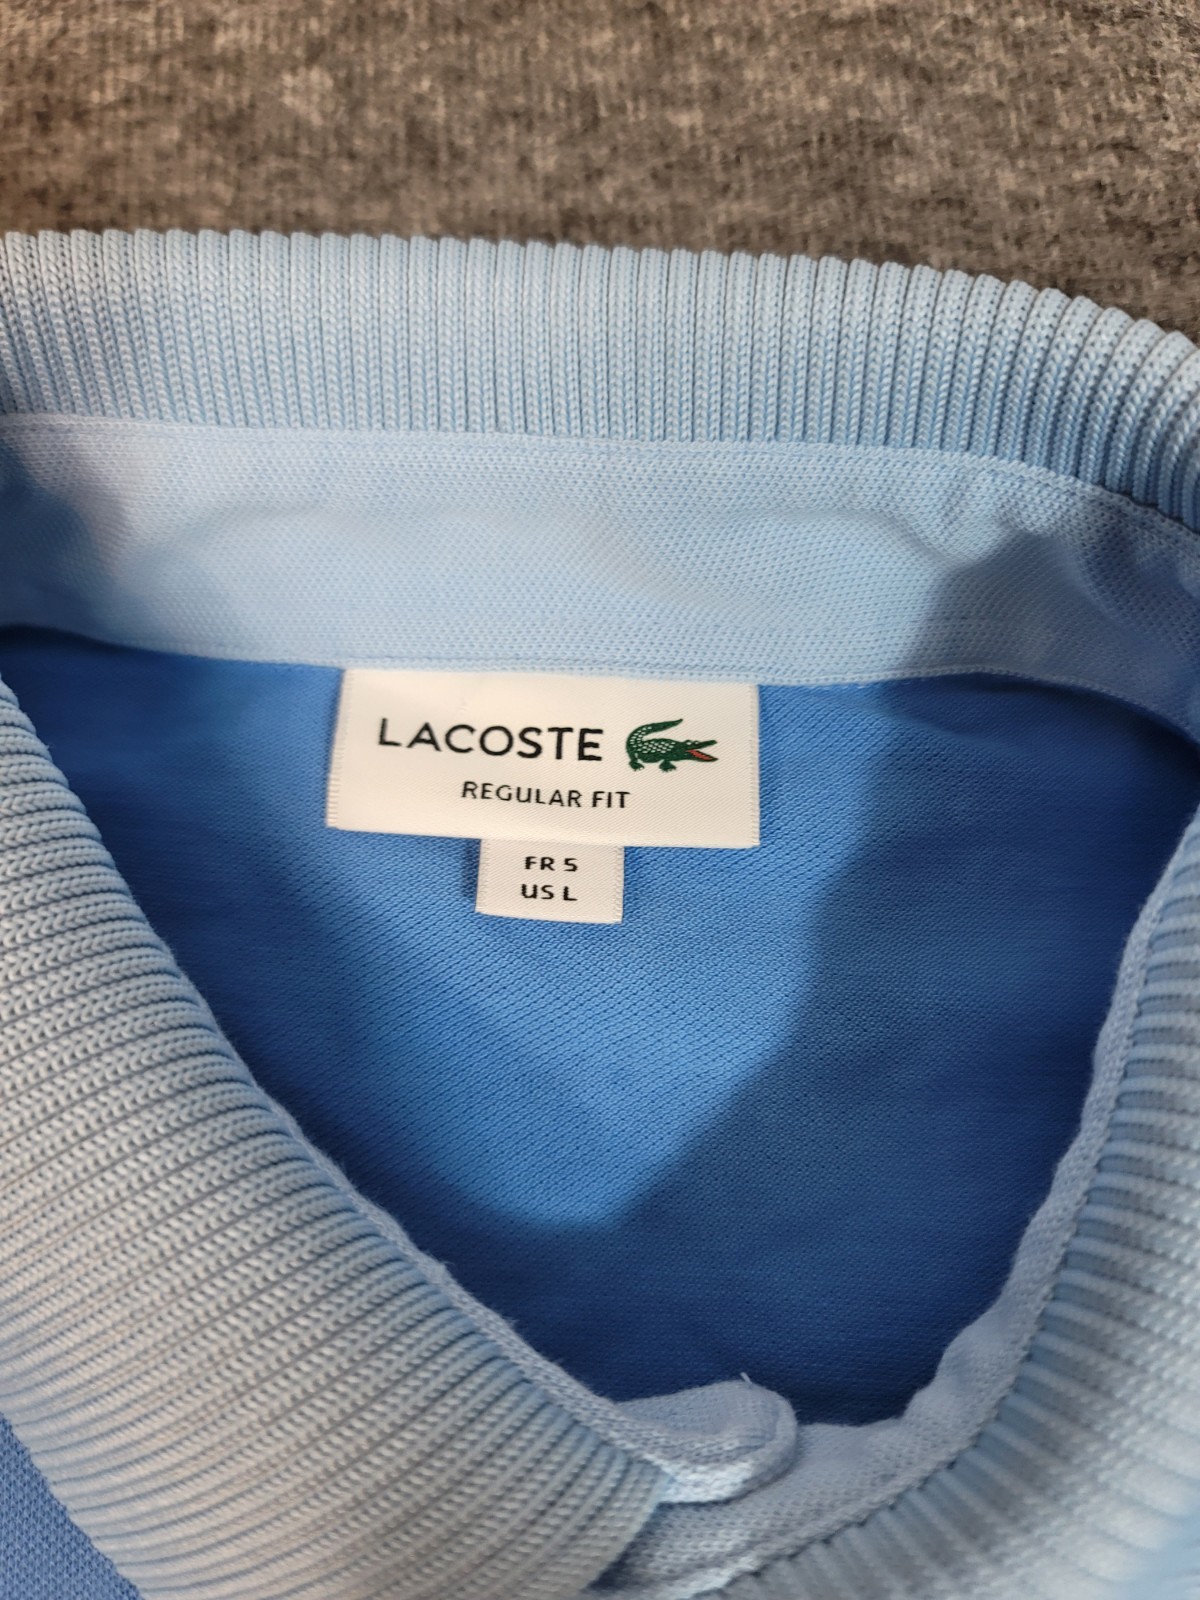 LACOSTE
REGULAR FIT
FR 5
US L